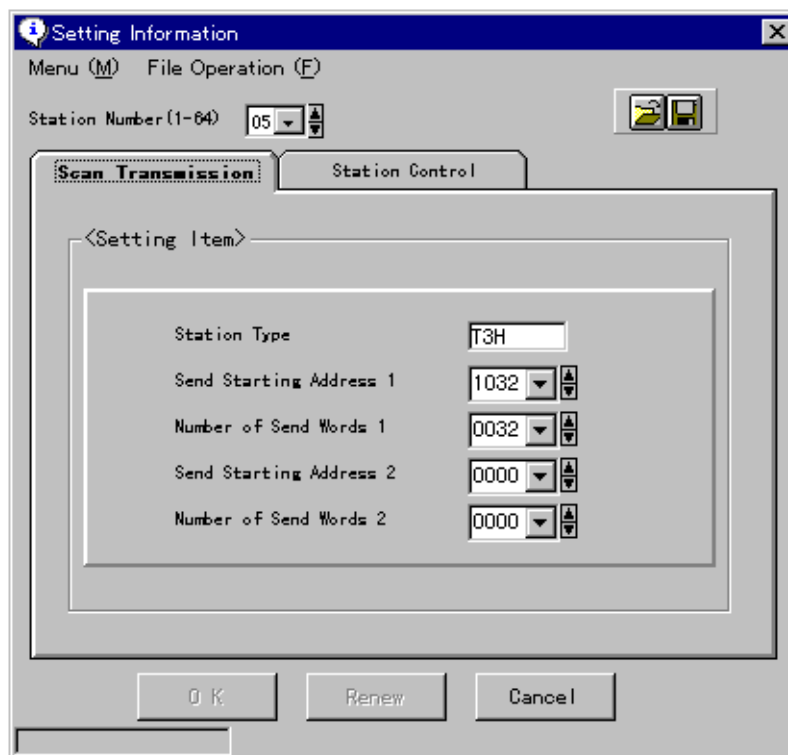 Setting Information
Menu (M) File Operation (F)
Station Number(1-64) 05
Scan Transmission Station Control
<Setting Item>
Station Type T3H
Send Starting Address 1 1032
Number of Send Words 1 0032
Send Starting Address 2 0000
Number of Send Words 2 0000
O K Renew Cancel